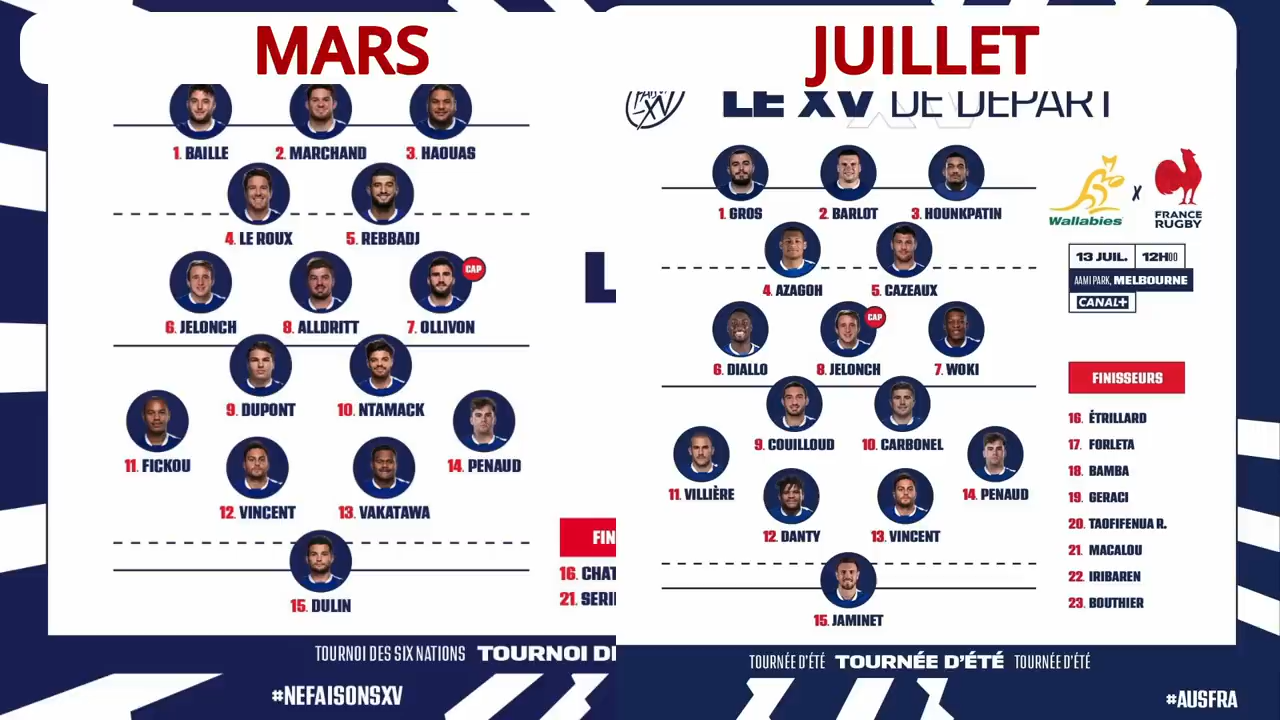 MARS
1. BAILLE
2. MARCHAND
3. HAOUAS
4. LE ROUX
5. REBBADJ
CAP
6. JELONCH
8. ALLDRITT
7. OLLIVON
9. DUPONT
10. NTAMACK
11. FICKOU
14. PENAUD
12. VINCENT
13. VAKATAWA
15. DULIN
FIN
16. CHAT
21. SERI
TOURNOI DES SIX NATIONS TOURNOI DE
#NEFAISONSXV
JUILLET
XV
LE XV DE DÉPART
1. GROS
2. BARLOT
3. HOUNKPATIN
4. AZAGOH
5. CAZEAUX
CAP
6. DIALLO
8. JELONCH
7. WOKI
9. COUILLOUD
10. CARBONEL
11. VILLIÈRE
14. PENAUD
12. DANTY
13. VINCENT
15. JAMINET
Wallabies
X
FRANCE
RUGBY
13 JUIL. 12H00
AAMI PARK, MELBOURNE
CANAL+
FINISSEURS
16. ÉTRILLARD
17. FORLETA
18. BAMBA
19. GERACI
20. TAOFIFENUA R.
21. MACALOU
22. IRIBAREN
23. BOUTHIER
TOURNÉE D'ÉTÉ TOURNÉE D'ÉTÉ TOURNÉE D'ÉTÉ
#AUSFRA